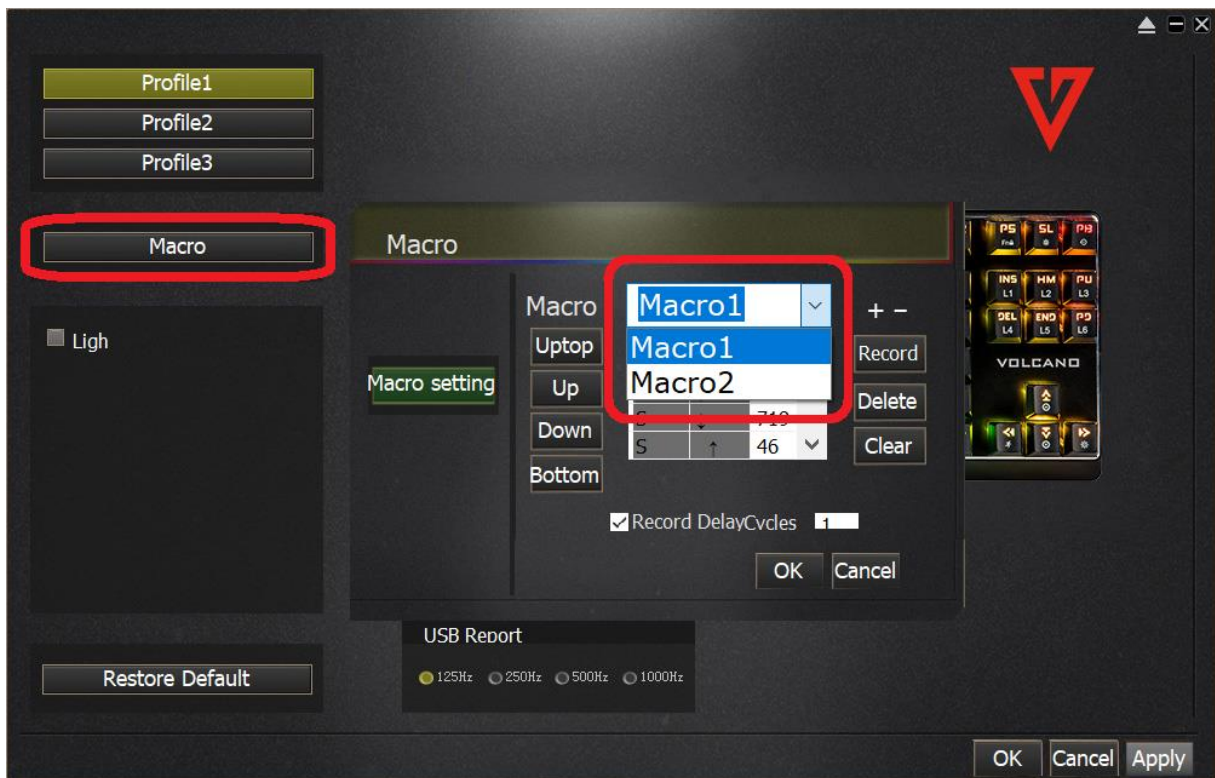 Profile1
Profile2
Profile3
Macro
Ligh
Restore Default
Macro
Macro setting
Macro Macro1 + -
Uptop Macro1 Record
Up Macro2 Delete
Down S ↑ 46 Clear
Bottom
Record Delay Cycles 1
OK Cancel
USB Report
125Hz 250Hz 500Hz 1000Hz
PS SL PB
INS HM PU
L1 L2 L3
DEL END PD
L4 L5 L6
VOLCANO
OK Cancel Apply